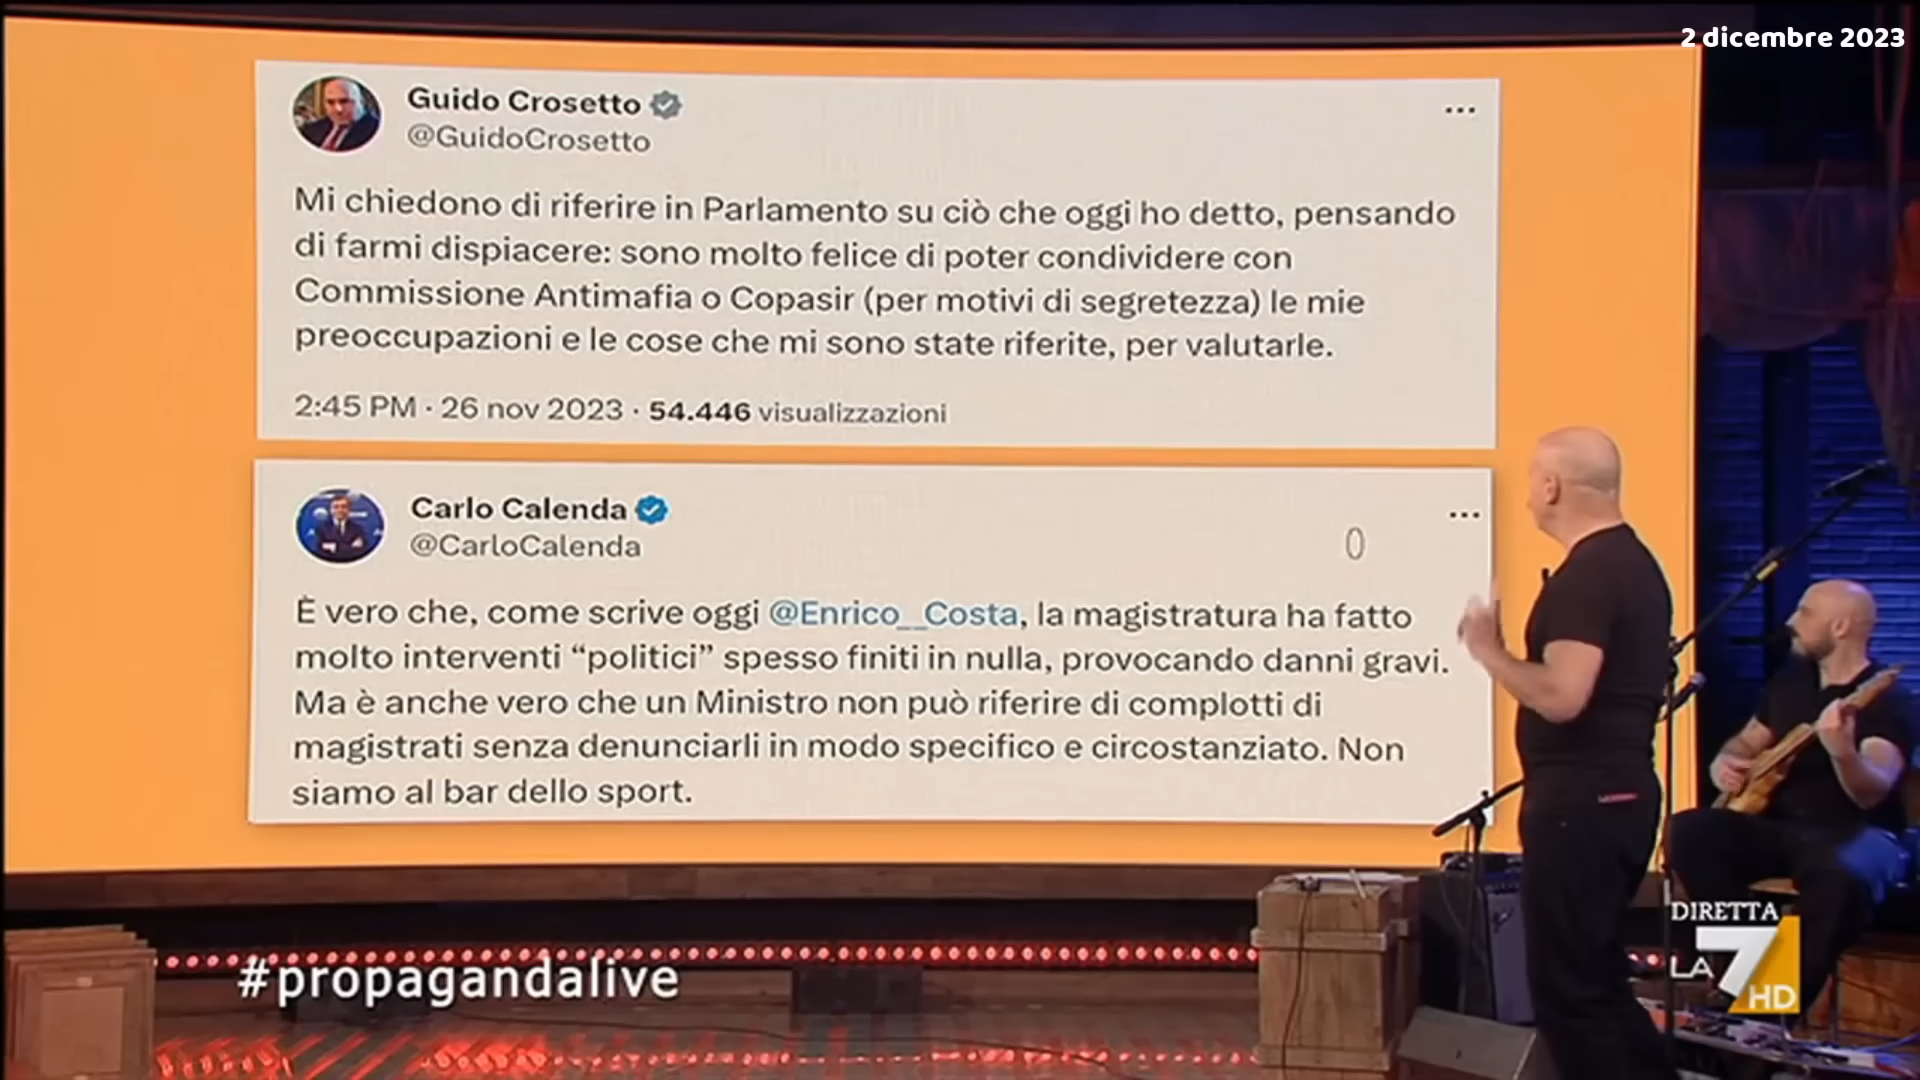 2 dicembre 2023
Guido Crosetto
@GuidoCrosetto
Mi chiedono di riferire in Parlamento su ciò che oggi ho detto, pensando
di farmi dispiacere: sono molto felice di poter condividere con
Commissione Antimafia o Copasir (per motivi di segretezza) le mie
preoccupazioni e le cose che mi sono state riferite, per valutarle.
2:45 PM · 26 nov 2023 · 54.446 visualizzazioni
Carlo Calenda
@CarloCalenda
0
È vero che, come scrive oggi @Enrico__Costa, la magistratura ha fatto
molto interventi “politici” spesso finiti in nulla, provocando danni gravi.
Ma è anche vero che un Ministro non può riferire di complotti di
magistrati senza denunciarli in modo specifico e circostanziato. Non
siamo al bar dello sport.
#propagandalive
DIRETTA
LA 7
HD